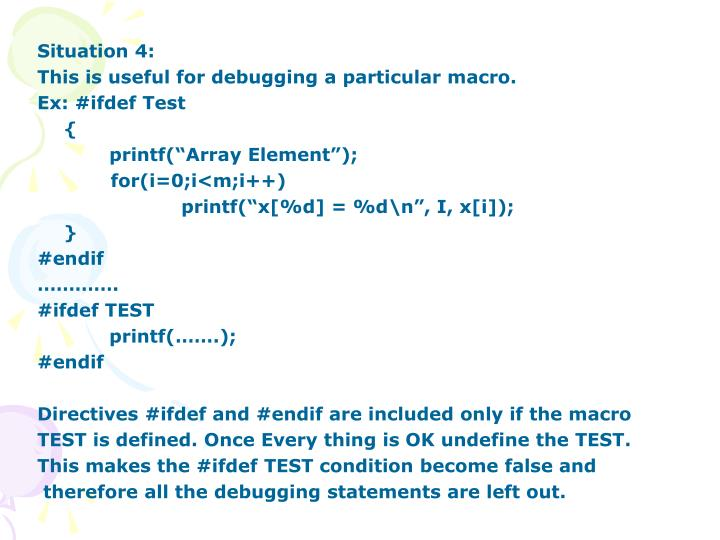 Situation 4:
This is useful for debugging a particular macro.
Ex: #ifdef Test
{
printf(“Array Element”);
for(i=0;i<m;i++)
printf(“x[%d] = %d\n”, I, x[i]);
}
#endif
………….
#ifdef TEST
printf(…….);
#endif
Directives #ifdef and #endif are included only if the macro
TEST is defined. Once Every thing is OK undefine the TEST.
This makes the #ifdef TEST condition become false and
therefore all the debugging statements are left out.